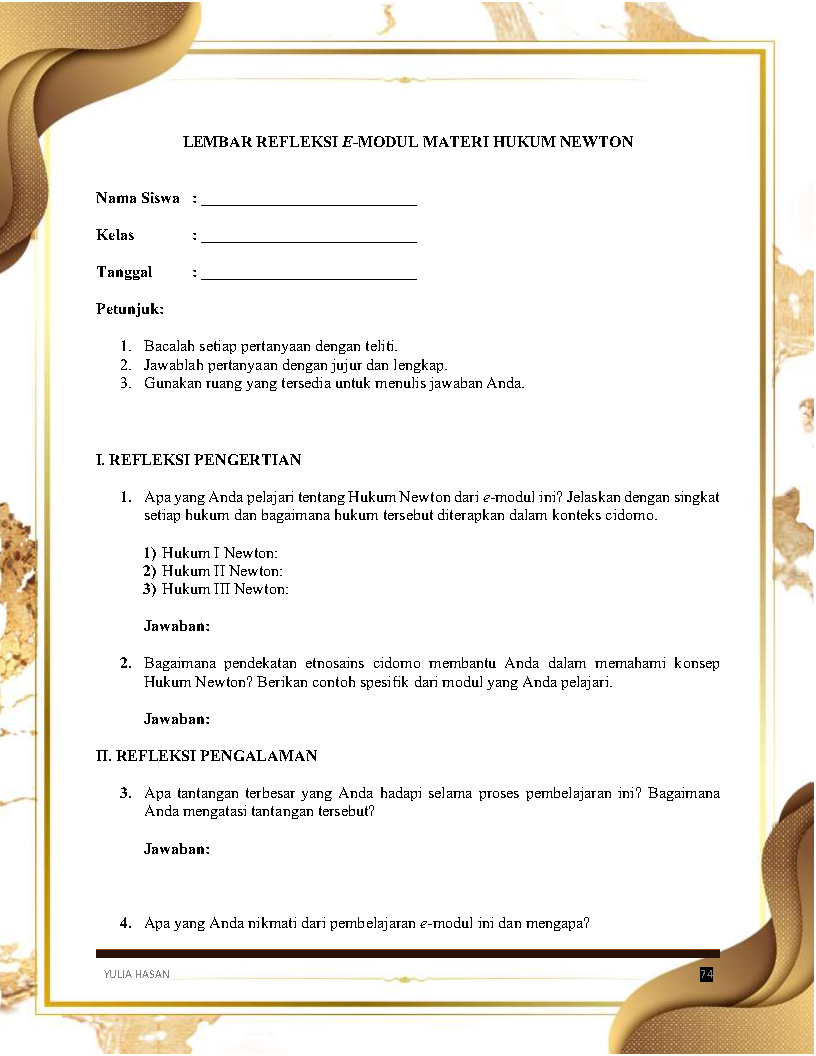 LEMBAR REFLEKSI E-MODUL MATERI HUKUM NEWTON
Nama Siswa : ___________________________
Kelas : ___________________________
Tanggal : ___________________________
Petunjuk:
1. Bacalah setiap pertanyaan dengan teliti.
2. Jawablah pertanyaan dengan jujur dan lengkap.
3. Gunakan ruang yang tersedia untuk menulis jawaban Anda.
I. REFLEKSI PENGERTIAN
1. Apa yang Anda pelajari tentang Hukum Newton dari e-modul ini? Jelaskan dengan singkat
setiap hukum dan bagaimana hukum tersebut diterapkan dalam konteks cidomo.
1) Hukum I Newton:
2) Hukum II Newton:
3) Hukum III Newton:
Jawaban:
2. Bagaimana pendekatan etnosains cidomo membantu Anda dalam memahami konsep
Hukum Newton? Berikan contoh spesifik dari modul yang Anda pelajari.
Jawaban:
II. REFLEKSI PENGALAMAN
3. Apa tantangan terbesar yang Anda hadapi selama proses pembelajaran ini? Bagaimana
Anda mengatasi tantangan tersebut?
Jawaban:
4. Apa yang Anda nikmati dari pembelajaran e-modul ini dan mengapa?
YULIA HASAN 74